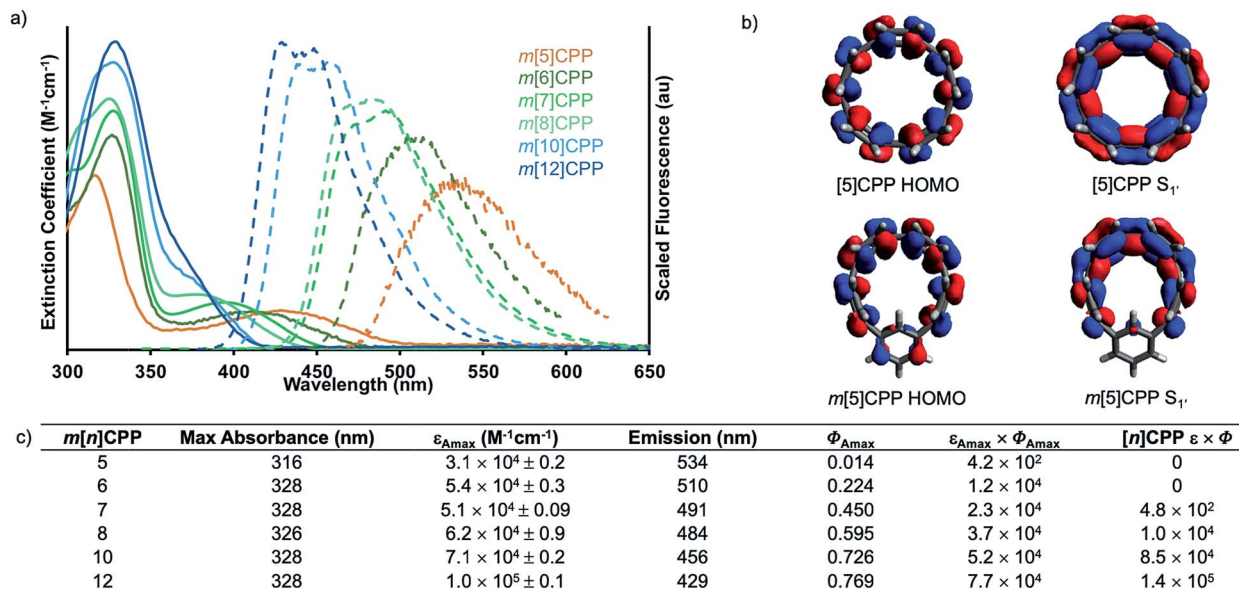 a)
Extinction Coefficient (M⁻¹cm⁻¹)
m[5]CPP
m[6]CPP
m[7]CPP
m[8]CPP
m[10]CPP
m[12]CPP
Scaled Fluorescence (au)
300 350 400 450 500 550 600 650
Wavelength (nm)
b)
[5]CPP HOMO [5]CPP S₁'
m[5]CPP HOMO m[5]CPP S₁'
c) m[n]CPP Max Absorbance (nm) ε_Amax (M⁻¹cm⁻¹) Emission (nm) Φ_Amax ε_Amax × Φ_Amax [n]CPP ε × Φ
5 316 3.1 × 10⁴ ± 0.2 534 0.014 4.2 × 10² 0
6 328 5.4 × 10⁴ ± 0.3 510 0.224 1.2 × 10⁴ 0
7 328 5.1 × 10⁴ ± 0.09 491 0.450 2.3 × 10⁴ 4.8 × 10²
8 326 6.2 × 10⁴ ± 0.9 484 0.595 3.7 × 10⁴ 1.0 × 10⁴
10 328 7.1 × 10⁴ ± 0.2 456 0.726 5.2 × 10⁴ 8.5 × 10⁴
12 328 1.0 × 10⁵ ± 0.1 429 0.769 7.7 × 10⁴ 1.4 × 10⁵